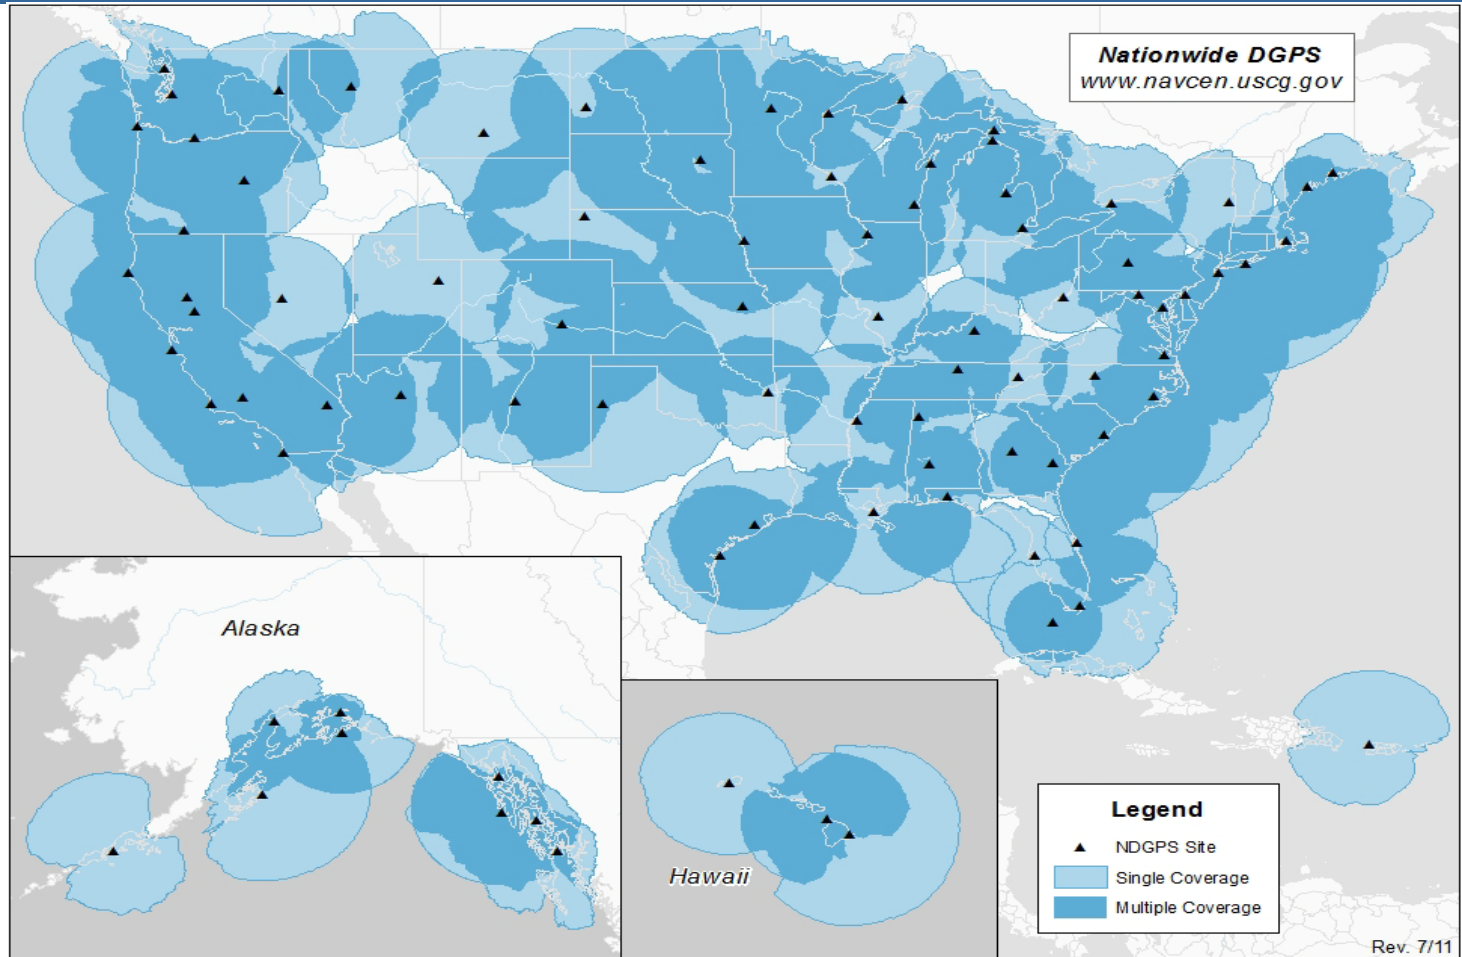 Nationwide DGPS
www.navcen.uscg.gov
Alaska
Hawaii
Legend
NDGPS Site
Single Coverage
Multiple Coverage
Rev. 7/11